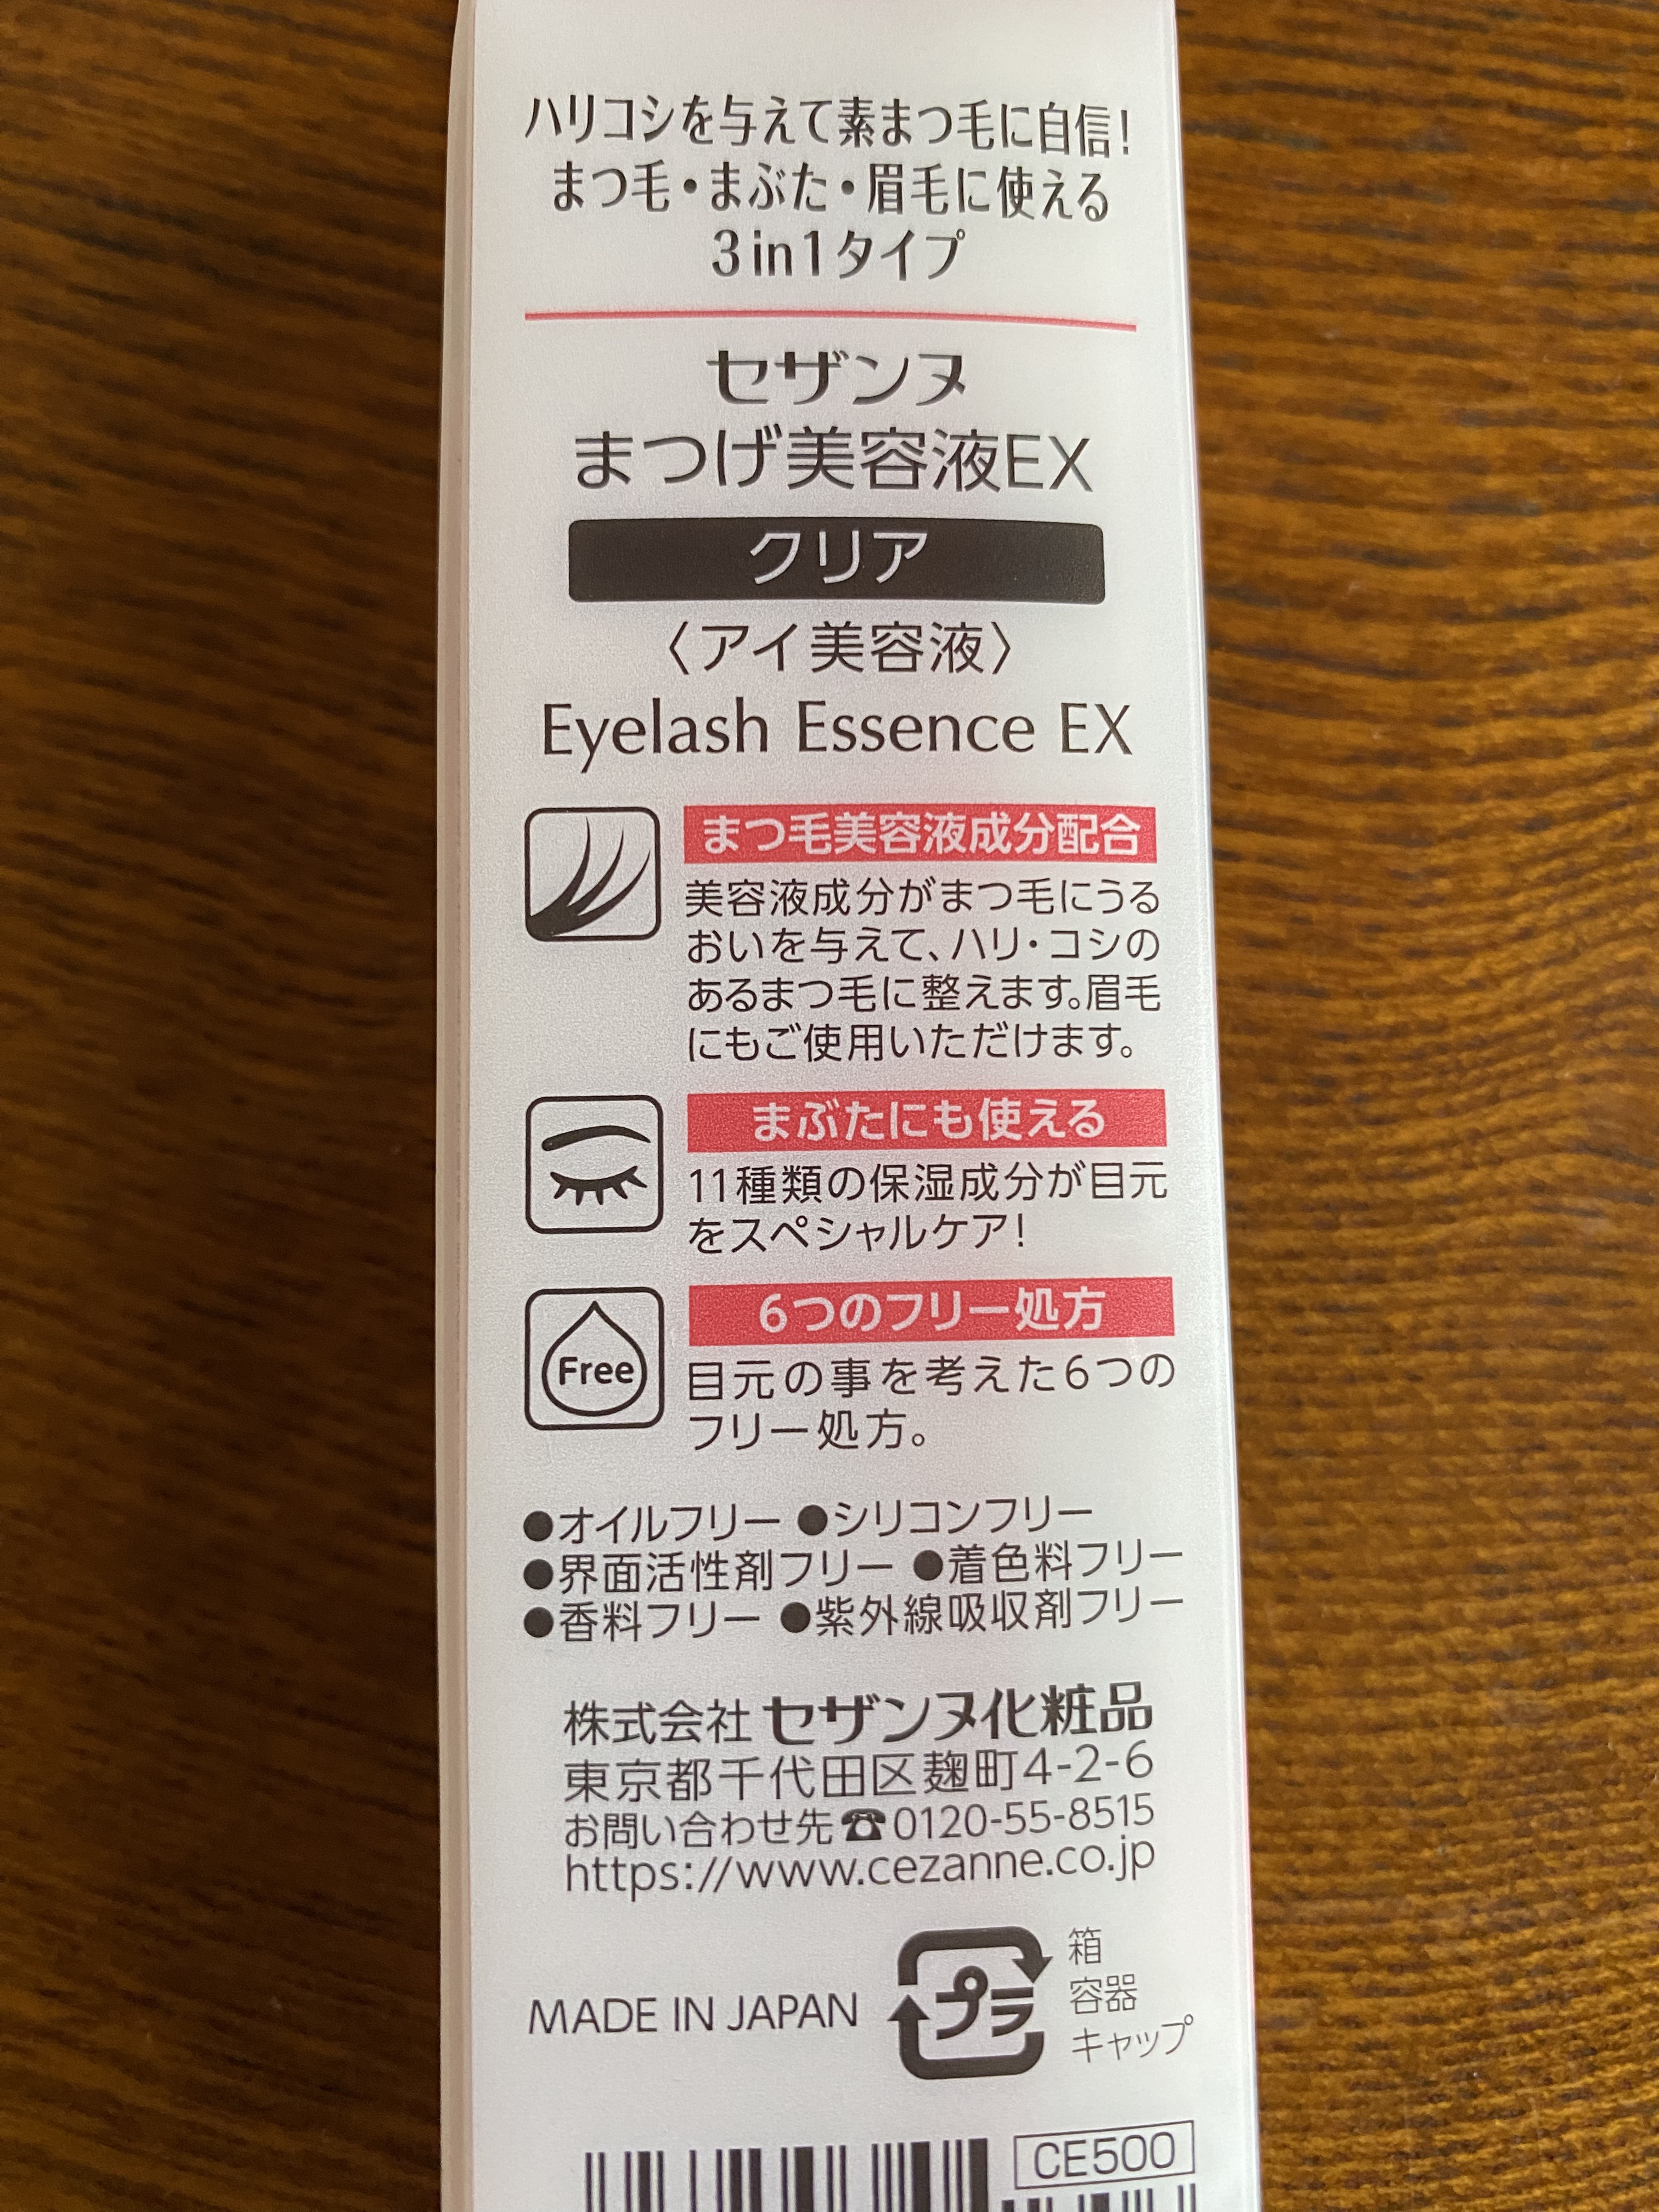 ハリコシを与えて素まつ毛に自信!
まつ毛・まぶた・眉毛に使える
3in1タイプ
セザンヌ
まつげ美容液EX
クリア
〈アイ美容液〉
Eyelash Essence EX
まつ毛美容液成分配合
美容液成分がまつ毛にうる
おいを与えて、ハリ・コシの
あるまつ毛に整えます。眉毛
にもご使用いただけます。
まぶたにも使える
11種類の保湿成分が目元
をスペシャルケア!
Free
6つのフリー処方
目元の事を考えた6つの
フリー処方。
●オイルフリー ●シリコンフリー
●界面活性剤フリー ●着色料フリー
●香料フリー ●紫外線吸収剤フリー
株式会社 セザンヌ化粧品
東京都千代田区麹町4-2-6
お問い合わせ先☎0120-55-8515
https://www.cezanne.co.jp
MADE IN JAPAN
プラ
箱
容器
キャップ
CE500